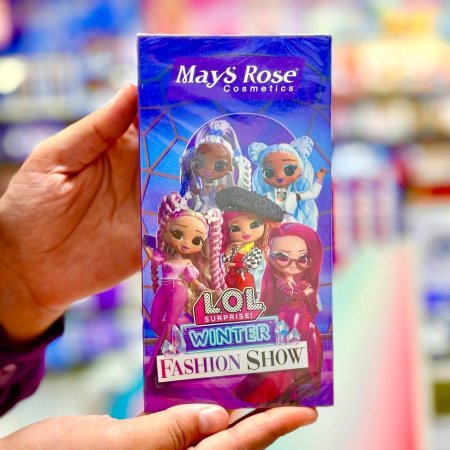 MayS Rose®
Cosmetics
L.O.L
SURPRISE!
WINTER
FASHION SHOW